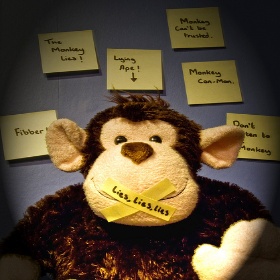 The
Monkey
Lies!
Lying
Ape!
Monkey
Can't be
Trusted.
Monkey
Con-Man.
Fibber!
Don't
Monkey
Lies, Lies, Lies